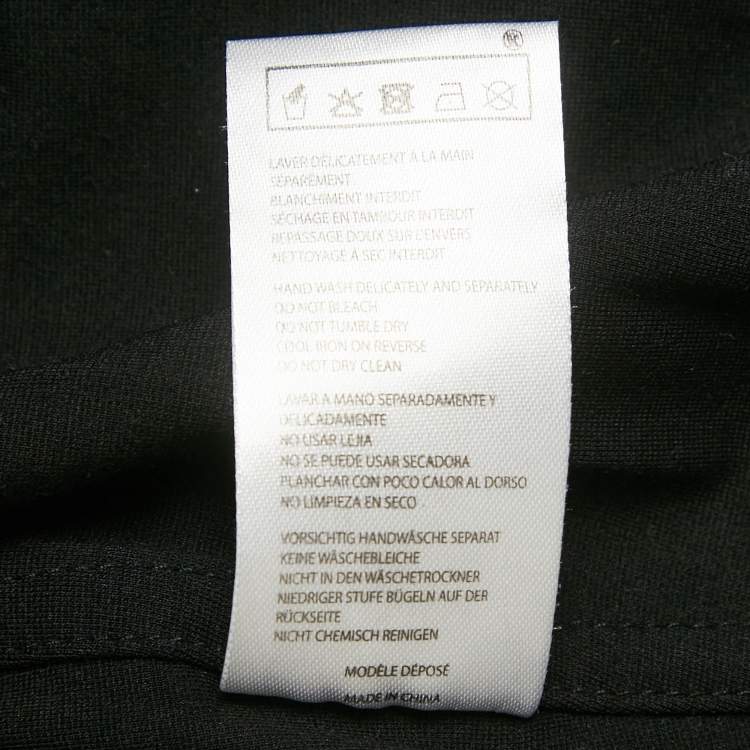 LAVER DÉLICATEMENT À LA MAIN
SÉPARÉMENT
BLANCHIMENT INTERDIT
SÉCHAGE EN TAMBOUR INTERDIT
REPASSAGE DOUX SUR L'ENVERS
NETTOYAGE À SEC INTERDIT
HAND WASH DELICATELY AND SEPARATELY
DO NOT BLEACH
DO NOT TUMBLE DRY
COOL IRON ON REVERSE
DO NOT DRY CLEAN
LAVAR A MANO SEPARADAMENTE Y
DELICADAMENTE
NO USAR LEJIA
NO SE PUEDE USAR SECADORA
PLANCHAR CON POCO CALOR AL DORSO
NO LIMPIEZA EN SECO
VORSICHTIG HANDWÄSCHE SEPARAT
KEINE WÄSCHEBLEICHE
NICHT IN DEN WÄSCHETROCKNER
NIEDRIGER STUFE BÜGELN AUF DER
RÜCKSEITE
NICHT CHEMISCH REINIGEN
MODÈLE DÉPOSÉ
MADE IN CHINA